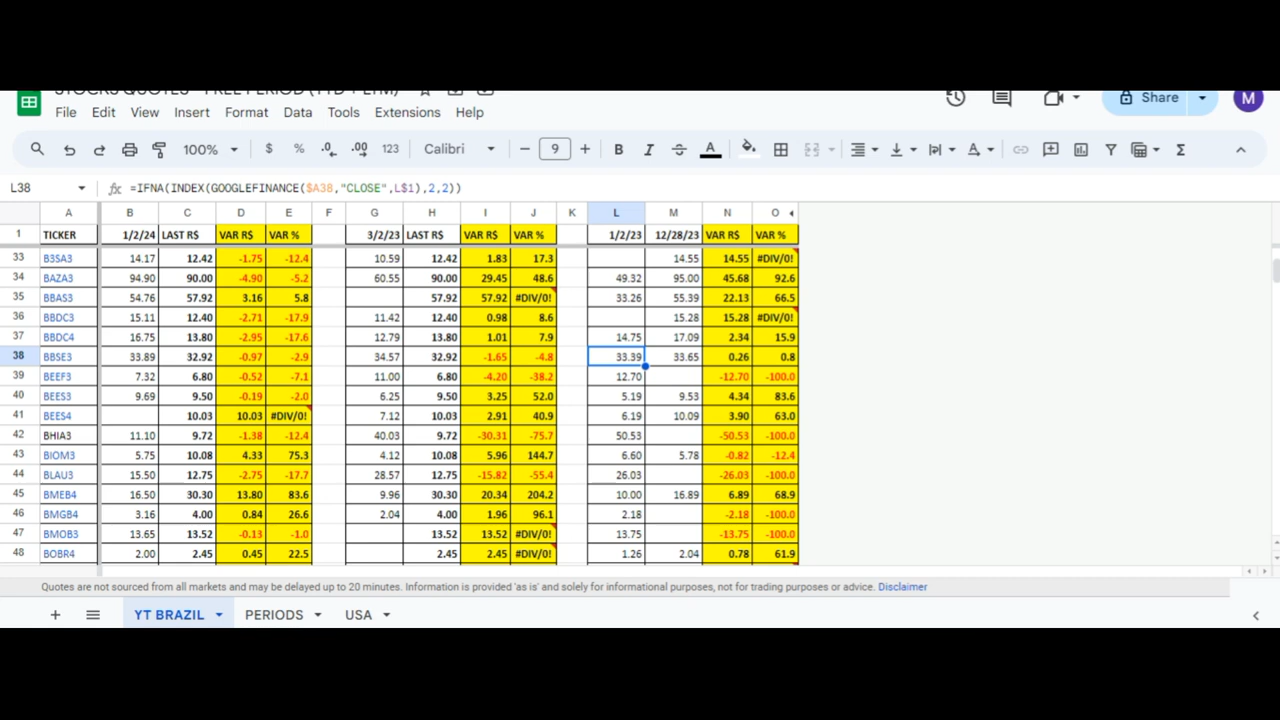 STOCKS QUOTES - FREE PERIOD (YTD + LTM)
File Edit View Insert Format Data Tools Extensions Help
Share
M
100% $ % .0 .00 123 Calibri − 9 + B I A Σ
L38 fx =IFNA(INDEX(GOOGLEFINANCE($A38,"CLOSE",L$1),2,2))
A B C D E F G H I J K L M N O
1 TICKER 1/2/24 LAST R$ VAR R$ VAR % 3/2/23 LAST R$ VAR R$ VAR % 1/2/23 12/28/23 VAR R$ VAR %
33 B3SA3 14.17 12.42 -1.75 -12.4 10.59 12.42 1.83 17.3 14.55 14.55 #DIV/0!
34 BAZA3 94.90 90.00 -4.90 -5.2 60.55 90.00 29.45 48.6 49.32 95.00 45.68 92.6
35 BBAS3 54.76 57.92 3.16 5.8 57.92 57.92 #DIV/0! 33.26 55.39 22.13 66.5
36 BBDC3 15.11 12.40 -2.71 -17.9 11.42 12.40 0.98 8.6 15.28 15.28 #DIV/0!
37 BBDC4 16.75 13.80 -2.95 -17.6 12.79 13.80 1.01 7.9 14.75 17.09 2.34 15.9
38 BBSE3 33.89 32.92 -0.97 -2.9 34.57 32.92 -1.65 -4.8 33.39 33.65 0.26 0.8
39 BEEF3 7.32 6.80 -0.52 -7.1 11.00 6.80 -4.20 -38.2 12.70 -12.70 -100.0
40 BEES3 9.69 9.50 -0.19 -2.0 6.25 9.50 3.25 52.0 5.19 9.53 4.34 83.6
41 BEES4 10.03 10.03 #DIV/0! 7.12 10.03 2.91 40.9 6.19 10.09 3.90 63.0
42 BHIA3 11.10 9.72 -1.38 -12.4 40.03 9.72 -30.31 -75.7 50.53 -50.53 -100.0
43 BIOM3 5.75 10.08 4.33 75.3 4.12 10.08 5.96 144.7 6.60 5.78 -0.82 -12.4
44 BLAU3 15.50 12.75 -2.75 -17.7 28.57 12.75 -15.82 -55.4 26.03 -26.03 -100.0
45 BMEB4 16.50 30.30 13.80 83.6 9.96 30.30 20.34 204.2 10.00 16.89 6.89 68.9
46 BMGB4 3.16 4.00 0.84 26.6 2.04 4.00 1.96 96.1 2.18 -2.18 -100.0
47 BMOB3 13.65 13.52 -0.13 -1.0 13.52 13.52 #DIV/0! 13.75 -13.75 -100.0
48 BOBR4 2.00 2.45 0.45 22.5 2.45 2.45 #DIV/0! 1.26 2.04 0.78 61.9
Quotes are not sourced from all markets and may be delayed up to 20 minutes. Information is provided 'as is' and solely for informational purposes, not for trading purposes or advice. Disclaimer
+ YT BRAZIL PERIODS USA